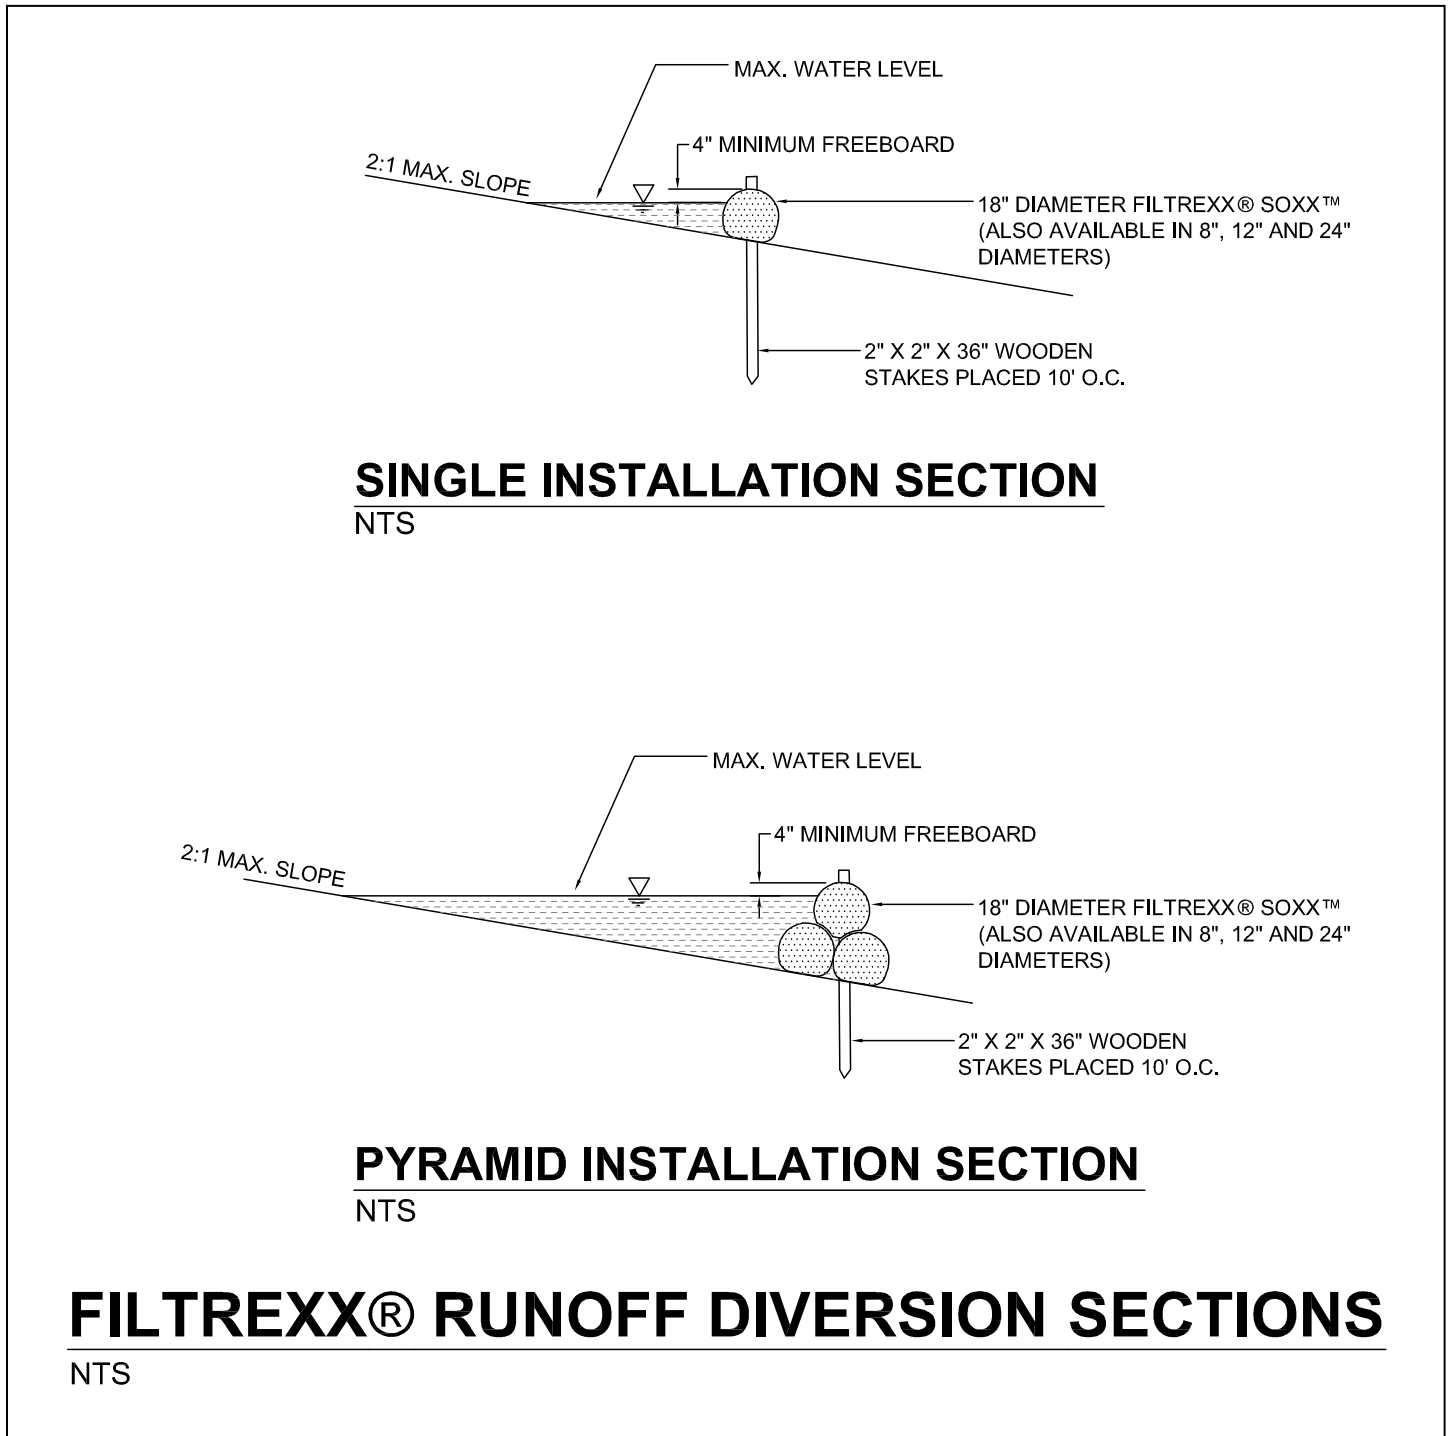 MAX. WATER LEVEL
4" MINIMUM FREEBOARD
2:1 MAX. SLOPE
18" DIAMETER FILTREXX® SOXX™
(ALSO AVAILABLE IN 8", 12" AND 24"
DIAMETERS)
2" X 2" X 36" WOODEN
STAKES PLACED 10' O.C.
SINGLE INSTALLATION SECTION
NTS
MAX. WATER LEVEL
4" MINIMUM FREEBOARD
2:1 MAX. SLOPE
18" DIAMETER FILTREXX® SOXX™
(ALSO AVAILABLE IN 8", 12" AND 24"
DIAMETERS)
2" X 2" X 36" WOODEN
STAKES PLACED 10' O.C.
PYRAMID INSTALLATION SECTION
NTS
FILTREXX® RUNOFF DIVERSION SECTIONS
NTS